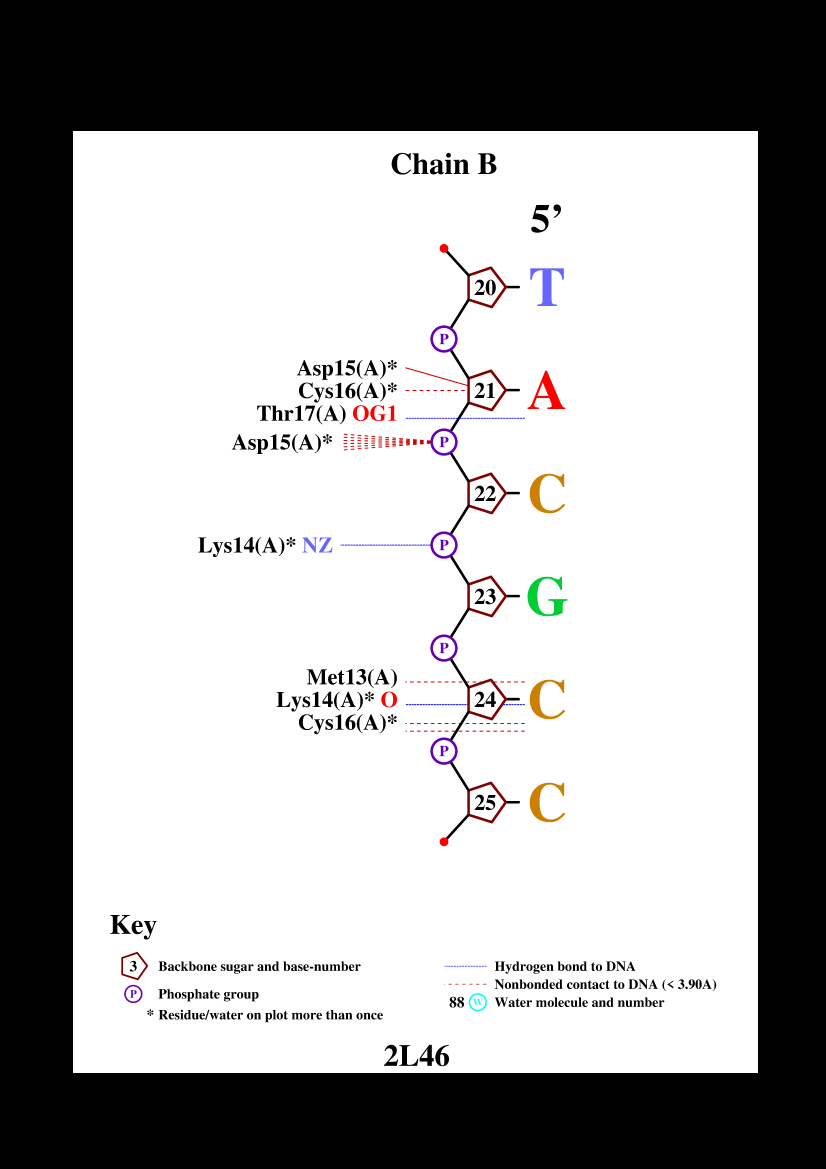 Chain B
5’
20 T
P
Asp15(A)*
Cys16(A)* 21 A
Thr17(A) OG1
Asp15(A)* P
22 C
Lys14(A)* NZ P
23 G
P
Met13(A)
Lys14(A)* O 24 C
Cys16(A)*
P
25 C
Key
3 Backbone sugar and base-number
P Phosphate group
* Residue/water on plot more than once
Hydrogen bond to DNA
Nonbonded contact to DNA (< 3.90A)
88 W Water molecule and number
2L46